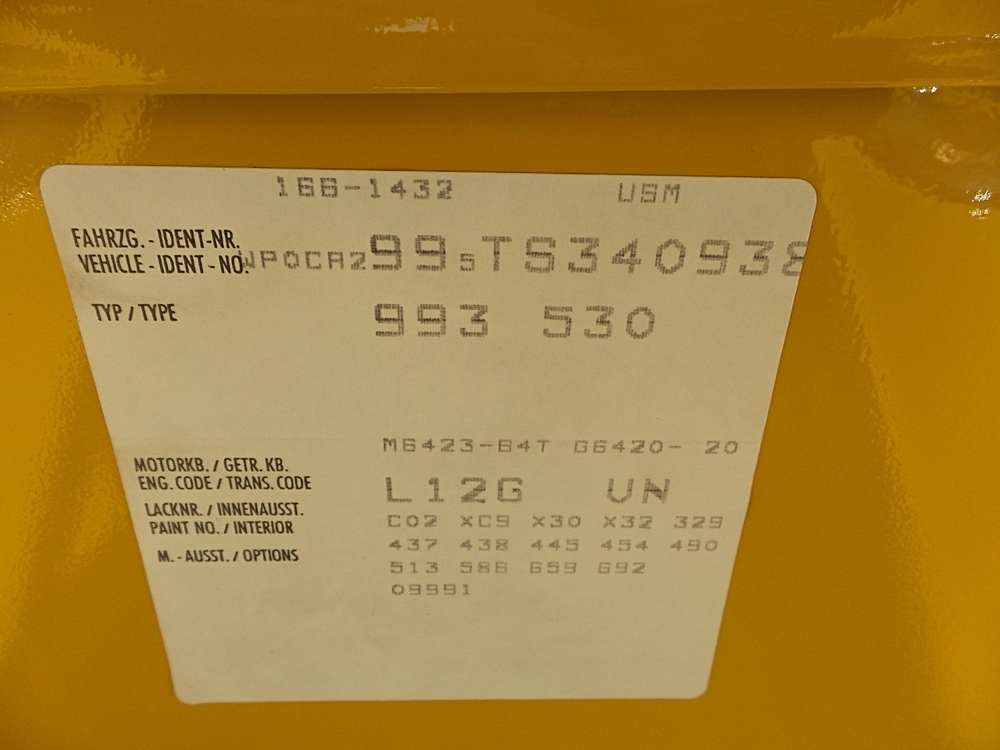 166-1432 USM
FAHRZG. - IDENT-NR.
VEHICLE - IDENT - NO. WP0CA299sTS340938
TYP / TYPE 993 530
M6423-64T G6420- 20
MOTORKB. / GETR. KB.
ENG. CODE / TRANS. CODE
L12G UN
LACKNR. / INNENAUSST.
PAINT NO. / INTERIOR
C02 XC9 X30 X32 329
437 438 445 454 490
M. - AUSST. / OPTIONS
513 586 659 692
09991